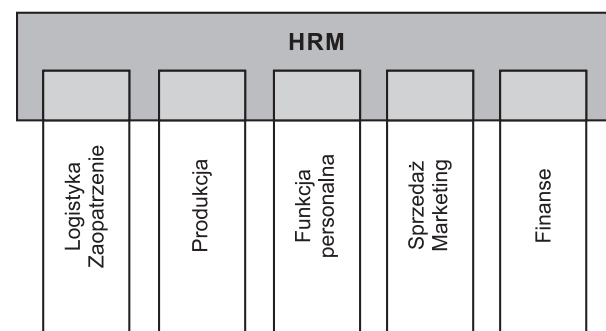 HRM
Logistyka
Zaopatrzenie
Produkcja
Funkcja
personalna
Sprzedaż
Marketing
Finanse